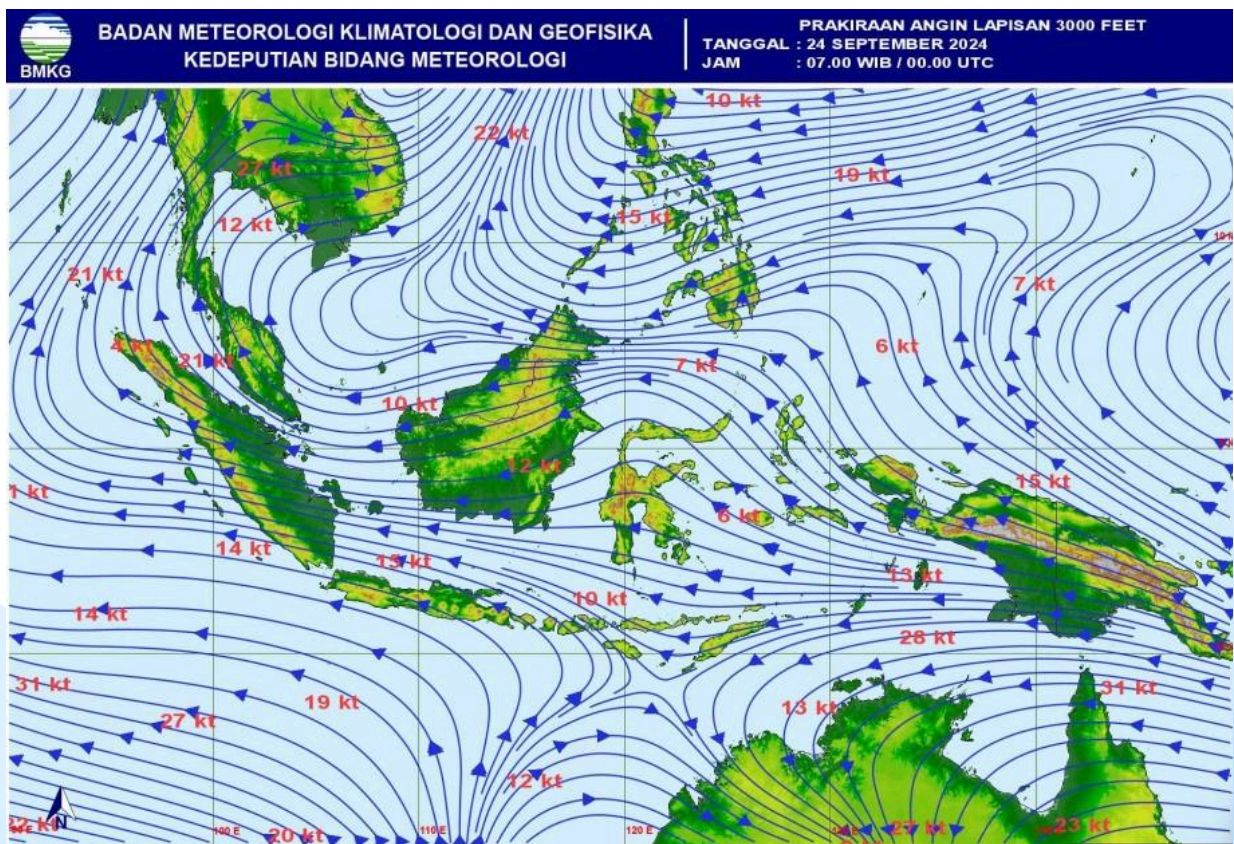 BMKG
BADAN METEOROLOGI KLIMATOLOGI DAN GEOFISIKA
KEDEPUTIAN BIDANG METEOROLOGI
PRAKIRAAN ANGIN LAPISAN 3000 FEET
TANGGAL : 24 SEPTEMBER 2024
JAM : 07.00 WIB / 00.00 UTC
10 kt
22 kt
27 kt
19 kt
15 kt
12 kt
21 kt
7 kt
4 kt
21 kt
6 kt
7 kt
10 kt
12 kt
15 kt
1 kt
6 kt
14 kt
13 kt
10 kt
14 kt
28 kt
31 kt
31 kt
19 kt
13 kt
27 kt
12 kt
N
100 E
20 kt
110 E
120 E
27 kt
23 kt